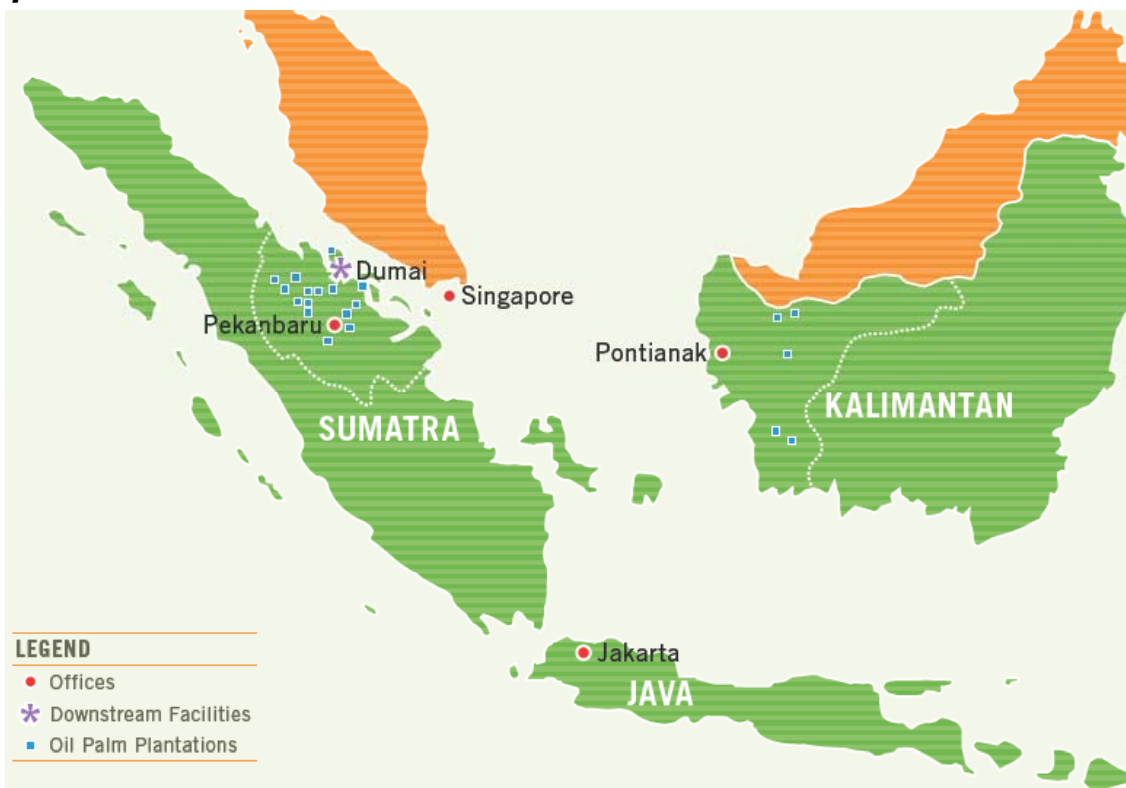 Dumai
Singapore
Pekanbaru
Pontianak
KALIMANTAN
SUMATRA
Jakarta
JAVA
LEGEND
Offices
Downstream Facilities
Oil Palm Plantations